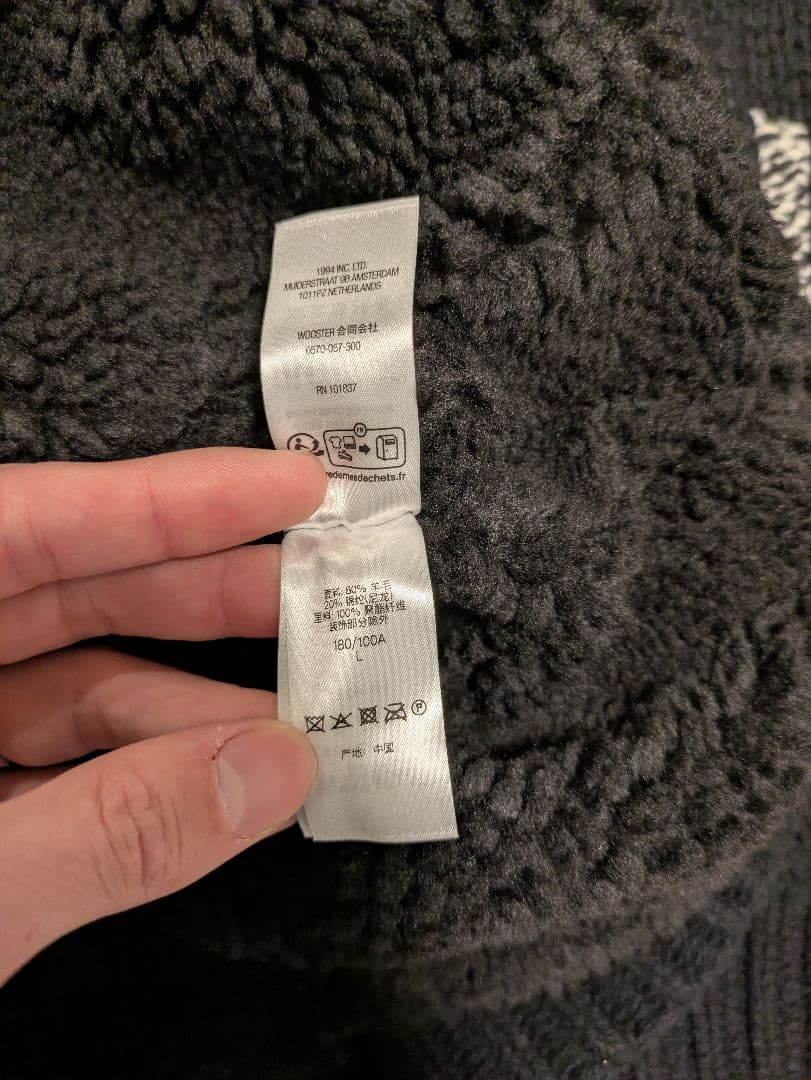 1994 INC. LTD.
MUIDERSTRAAT 9B AMSTERDAM
1011PZ NETHERLANDS
WOOSTER 合同会社
0570-057-300
RN 101837
FR
redemesdechets.fr
面料: 80% 羊毛
20% 锦纶(尼龙)
里料: 100% 聚酯纤维
装饰部分除外
180/100A
L
P
产地: 中国